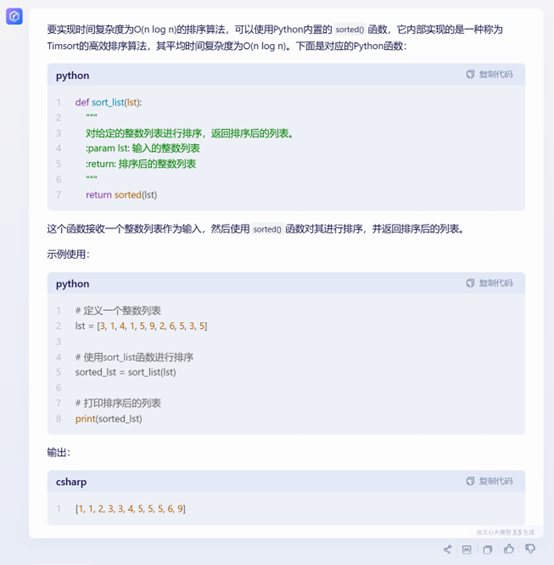 要实现时间复杂度为O(n log n)的排序算法，可以使用Python内置的 sorted() 函数，它内部实现的是一种称为
Timsort的高效排序算法，其平均时间复杂度为O(n log n)。下面是对应的Python函数：
python
复制代码
1 def sort_list(lst):
2 """
3 对给定的整数列表进行排序，返回排序后的列表。
4 :param lst: 输入的整数列表
5 :return: 排序后的整数列表
6 """
7 return sorted(lst)
这个函数接收一个整数列表作为输入，然后使用 sorted() 函数对其进行排序，并返回排序后的列表。
示例使用：
python
复制代码
1 # 定义一个整数列表
2 lst = [3, 1, 4, 1, 5, 9, 2, 6, 5, 3, 5]
3
4 # 使用sort_list函数进行排序
5 sorted_lst = sort_list(lst)
6
7 # 打印排序后的列表
8 print(sorted_lst)
输出：
csharp
复制代码
1 [1, 1, 2, 3, 3, 4, 5, 5, 5, 6, 9]
由文心大模型 3.5 生成